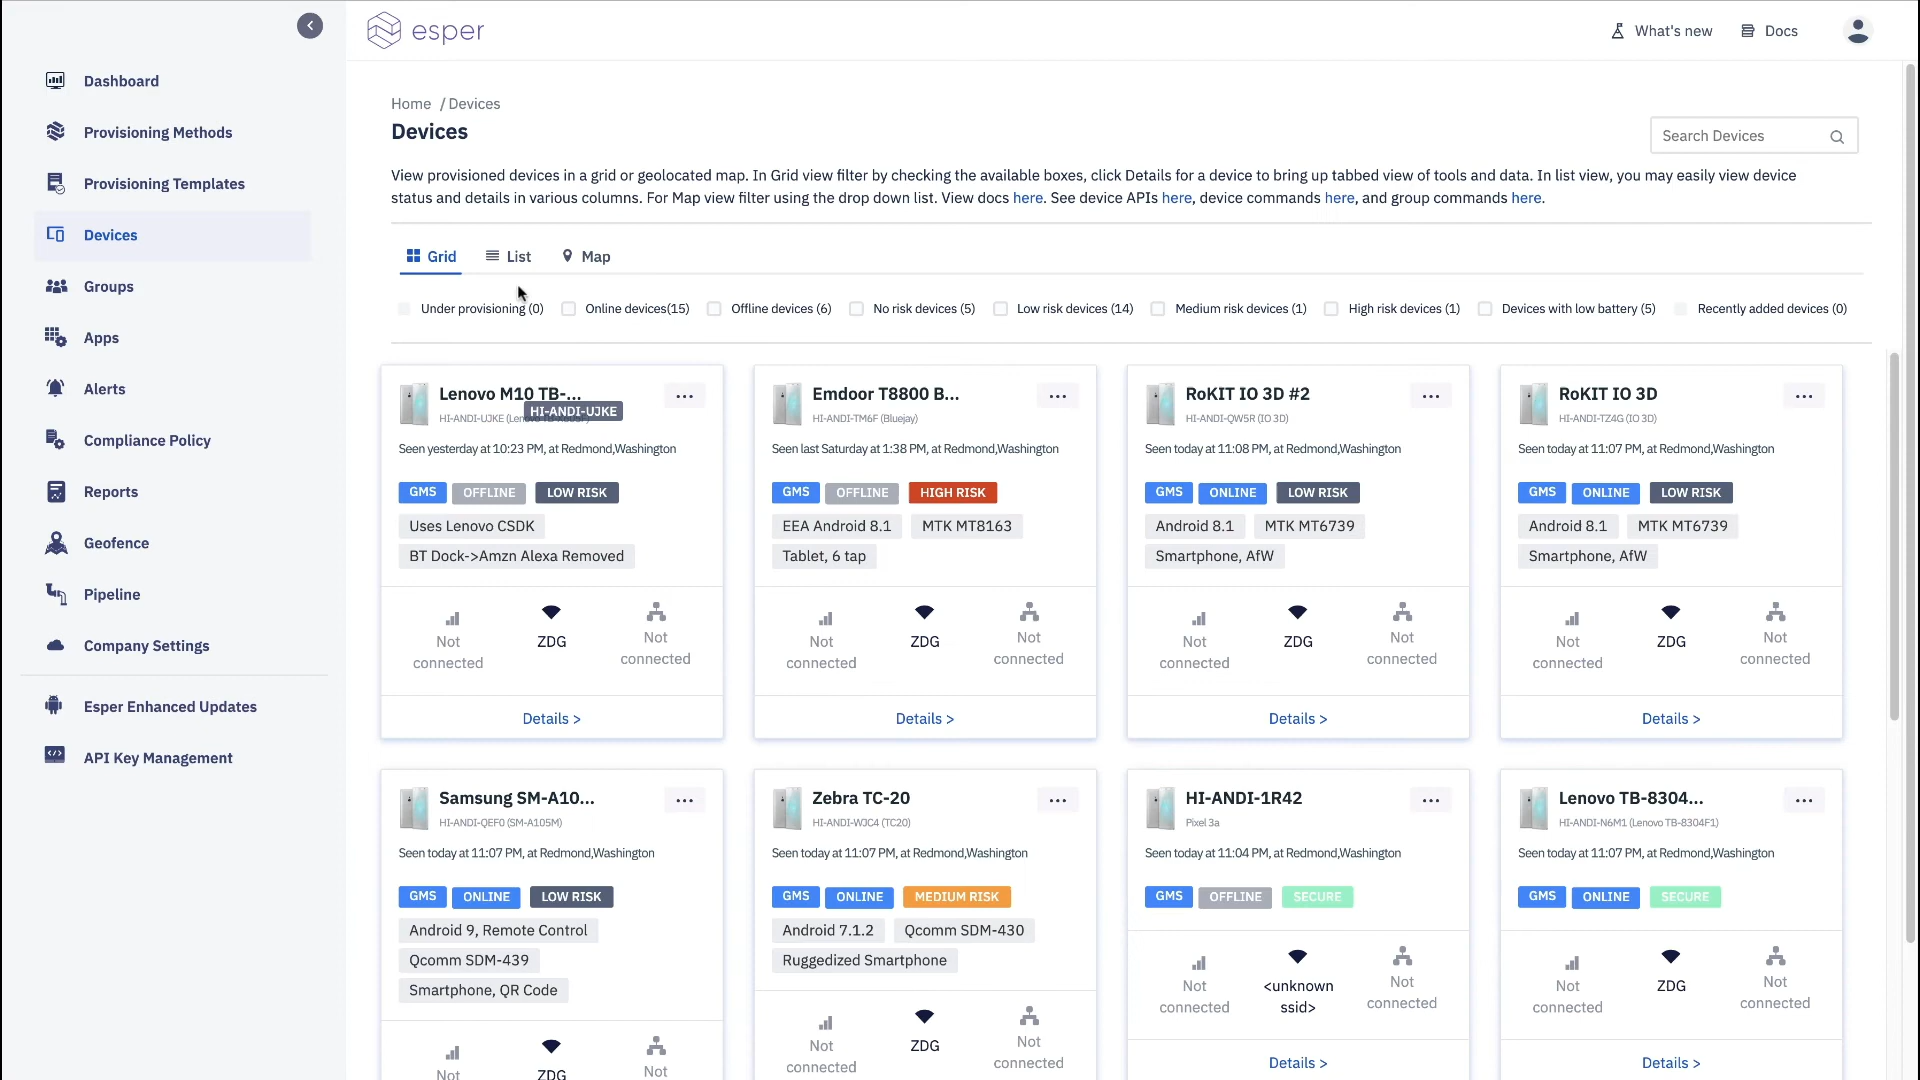 esper
What's new
Docs
Dashboard
Provisioning Methods
Provisioning Templates
Devices
Groups
Apps
Alerts
Compliance Policy
Reports
Geofence
Pipeline
Company Settings
Esper Enhanced Updates
API Key Management
Home / Devices
Devices
Search Devices
View provisioned devices in a grid or geolocated map. In Grid view filter by checking the available boxes, click Details for a device to bring up tabbed view of tools and data. In list view, you may easily view device
status and details in various columns. For Map view filter using the drop down list. View docs here. See device APIs here, device commands here, and group commands here.
Grid List Map
Under provisioning (0) Online devices(15) Offline devices (6) No risk devices (5) Low risk devices (14) Medium risk devices (1) High risk devices (1) Devices with low battery (5) Recently added devices (0)
Lenovo M10 TB-... ...
HI-ANDI-UJKE
HI-ANDI-UJKE
Seen yesterday at 10:23 PM, at Redmond,Washington
GMS OFFLINE LOW RISK
Uses Lenovo CSDK
BT Dock->Amzn Alexa Removed
Not
connected
ZDG
Not
connected
Details >
Emdoor T8800 B... ...
HI-ANDI-TM6F (Bluejay)
Seen last Saturday at 1:38 PM, at Redmond,Washington
GMS OFFLINE HIGH RISK
EEA Android 8.1 MTK MT8163
Tablet, 6 tap
Not
connected
ZDG
Not
connected
Details >
RoKIT IO 3D #2 ...
HI-ANDI-QW5R (IO 3D)
Seen today at 11:08 PM, at Redmond,Washington
GMS ONLINE LOW RISK
Android 8.1 MTK MT6739
Smartphone, AfW
Not
connected
ZDG
Not
connected
Details >
RoKIT IO 3D ...
HI-ANDI-TZ4G (IO 3D)
Seen today at 11:07 PM, at Redmond,Washington
GMS ONLINE LOW RISK
Android 8.1 MTK MT6739
Smartphone, AfW
Not
connected
ZDG
Not
connected
Details >
Samsung SM-A10... ...
HI-ANDI-QEF0 (SM-A105M)
Seen today at 11:07 PM, at Redmond,Washington
GMS ONLINE LOW RISK
Android 9, Remote Control
Qcomm SDM-439
Smartphone, QR Code
Not
ZDG
Not
Zebra TC-20 ...
HI-ANDI-WJC4 (TC20)
Seen today at 11:07 PM, at Redmond,Washington
GMS ONLINE MEDIUM RISK
Android 7.1.2 Qcomm SDM-430
Ruggedized Smartphone
Not
connected
ZDG
Not
connected
HI-ANDI-1R42 ...
Pixel 3a
Seen today at 11:04 PM, at Redmond,Washington
GMS OFFLINE SECURE
Not
connected
<unknown
ssid>
Not
connected
Details >
Lenovo TB-8304... ...
HI-ANDI-N6M1 (Lenovo TB-8304F1)
Seen today at 11:07 PM, at Redmond,Washington
GMS ONLINE SECURE
Not
connected
ZDG
Not
connected
Details >